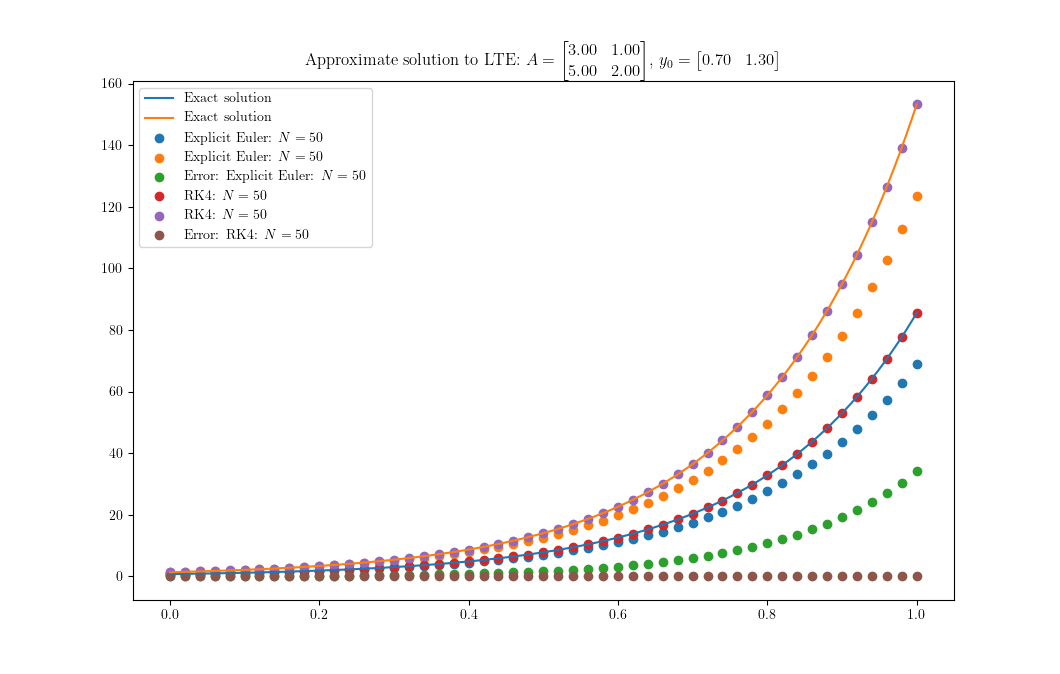 Approximate solution to LTE: A = [3.00 1.00 5.00 2.00], y₀ = [0.70 1.30]
160
140
120
100
80
60
40
20
0
Exact solution
Exact solution
Explicit Euler: N = 50
Explicit Euler: N = 50
Error: Explicit Euler: N = 50
RK4: N = 50
RK4: N = 50
Error: RK4: N = 50
0.0 0.2 0.4 0.6 0.8 1.0